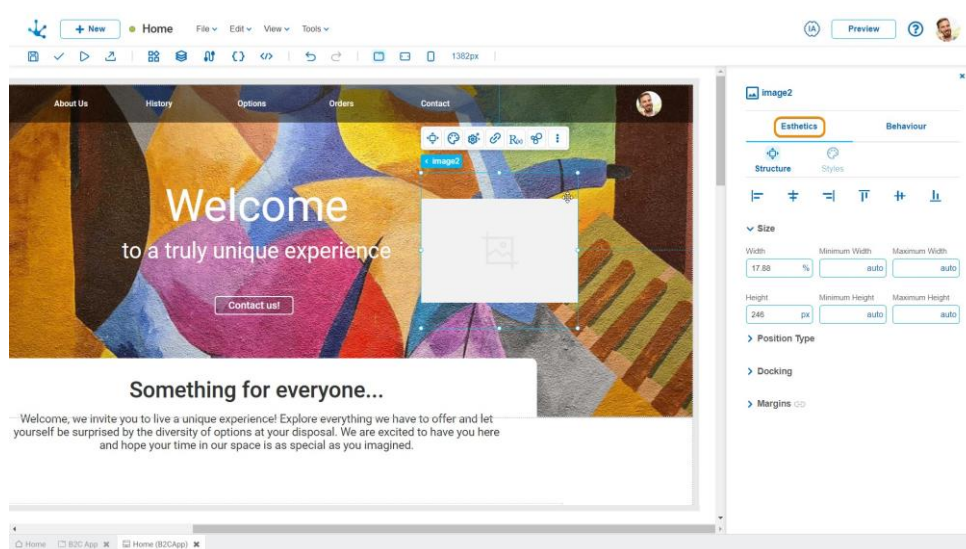 + New
Home
File
Edit
View
Tools
IA
Preview
?
1382px
image2
Esthetics
Behaviour
Structure
Styles
Size
Width
Minimum Width
Maximum Width
17.88 %
auto
auto
Height
Minimum Height
Maximum Height
246 px
auto
auto
Position Type
Docking
Margins
About Us
History
Options
Orders
Contact
image2
Welcome
to a truly unique experience
Contact us!
Something for everyone...
Welcome, we invite you to live a unique experience! Explore everything we have to offer and let
yourself be surprised by the diversity of options at your disposal. We are excited to have you here
and hope your time in our space is as special as you imagined.
Home
B2C App
Home (B2CApp)